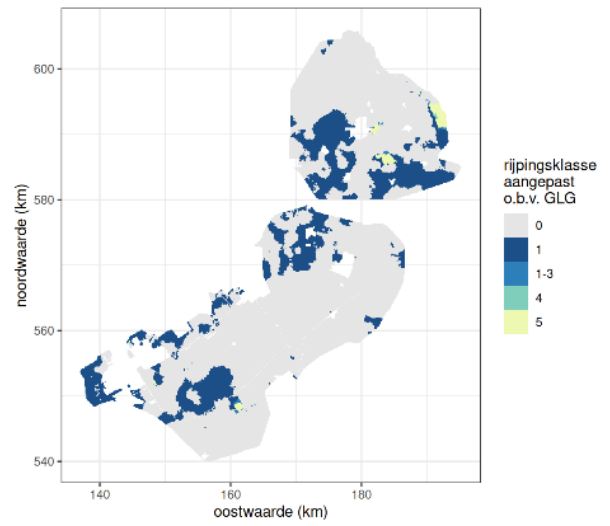 600
580
560
540
noordwaarde (km)
140
160
180
oostwaarde (km)
rijpingsklasse
aangepast
o.b.v. GLG
0
1
1-3
4
5